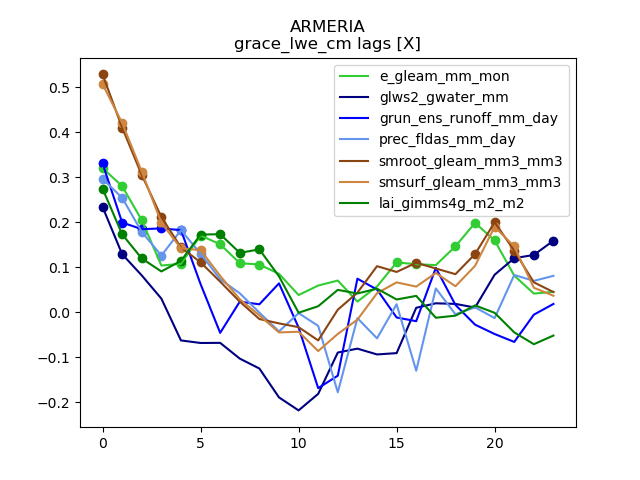 ARMERIA
grace_lwe_cm lags [X]
e_gleam_mm_mon
glws2_gwater_mm
grun_ens_runoff_mm_day
prec_fldas_mm_day
smroot_gleam_mm3_mm3
smsurf_gleam_mm3_mm3
lai_gimms4g_m2_m2
0.5
0.4
0.3
0.2
0.1
0.0
−0.1
−0.2
0 5 10 15 20